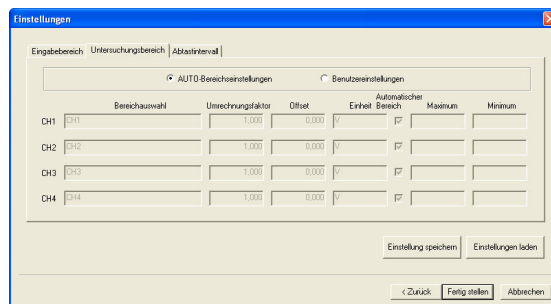 Einstellungen
Eingabebereich Untersuchungsbereich Abtastintervall
AUTO-Bereichseinstellungen Benutzereinstellungen
Bereichauswahl Umrechnungsfaktor Offset Einheit Automatischer Bereich Maximum Minimum
CH1 CH1 1,000 0,000 V
CH2 CH2 1,000 0,000 V
CH3 CH3 1,000 0,000 V
CH4 CH4 1,000 0,000 V
Einstellung speichern Einstellungen laden
< Zurück Fertig stellen Abbrechen